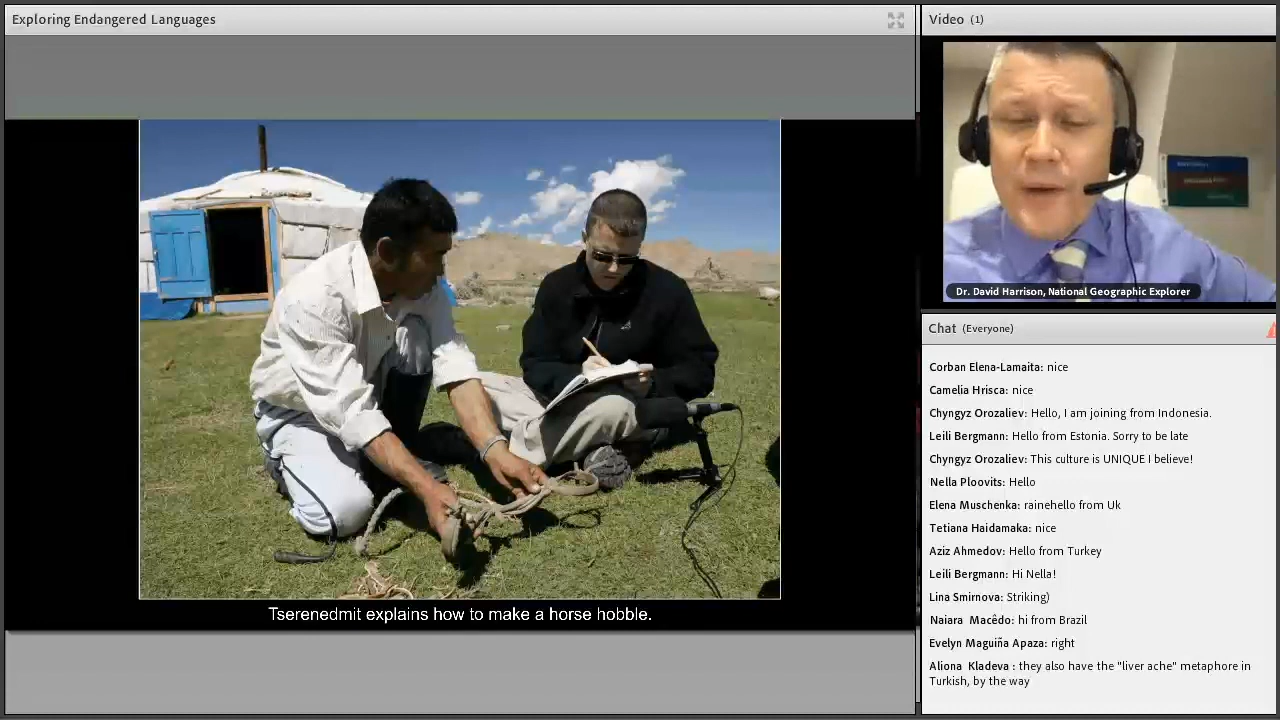 Exploring Endangered Languages
Tserenedmit explains how to make a horse hobble.
Video (1)
Dr. David Harrison, National Geographic Explorer
Chat (Everyone)
Corban Elena-Lamaita: nice
Camelia Hrisca: nice
Chyngyz Orozaliev: Hello, I am joining from Indonesia.
Leili Bergmann: Hello from Estonia. Sorry to be late
Chyngyz Orozaliev: This culture is UNIQUE I believe!
Nella Ploovits: Hello
Elena Muschenka: rainehello from Uk
Tetiana Haidamaka: nice
Aziz Ahmedov: Hello from Turkey
Leili Bergmann: Hi Nella!
Lina Smirnova: Striking)
Naiara Macêdo: hi from Brazil
Evelyn Maguiña Apaza: right
Aliona Kladeva : they also have the "liver ache" metaphore in
Turkish, by the way